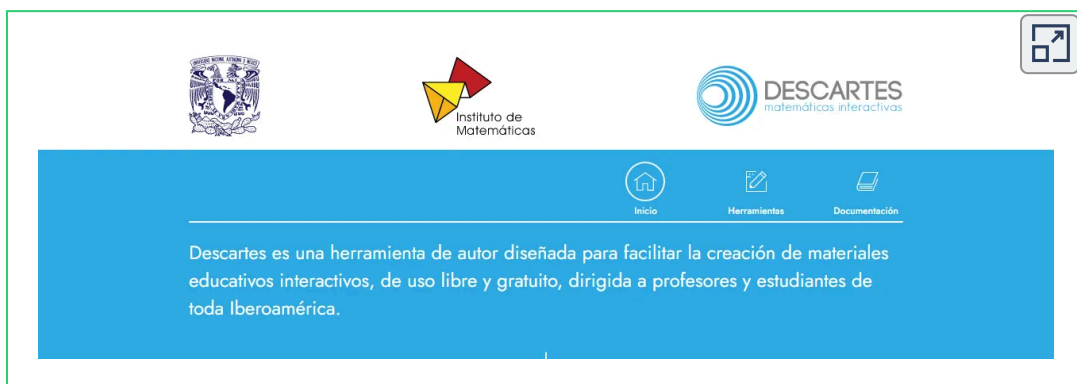 Instituto de
Matemáticas
DESCARTES
matemáticas interactivas
Inicio
Herramientas
Documentación
Descartes es una herramienta de autor diseñada para facilitar la creación de materiales
educativos interactivos, de uso libre y gratuito, dirigida a profesores y estudiantes de
toda Iberoamérica.